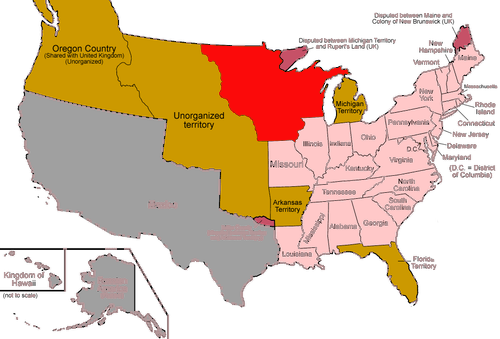 Disputed between Maine and
Colony of New Brunswick (UK)
Disputed between Michigan Territory
and Rupert's Land (UK)
Oregon Country
(Shared with United Kingdom)
(Unorganized)
New
Hampshire
Vermont
Maine
Massachusetts
Rhode
Island
Connecticut
New Jersey
Delaware
Maryland
(D.C. = District
of Columbia)
New
York
Michigan
Territory
Unorganized
territory
Pennsylvania
Illinois
Indiana
Ohio
D.C.
Missouri
Virginia
Kentucky
North
Carolina
Tennessee
South
Carolina
Arkansas
Territory
Mississippi
Alabama
Georgia
Louisiana
Florida
Territory
Kingdom of
Hawaii
(not to scale)